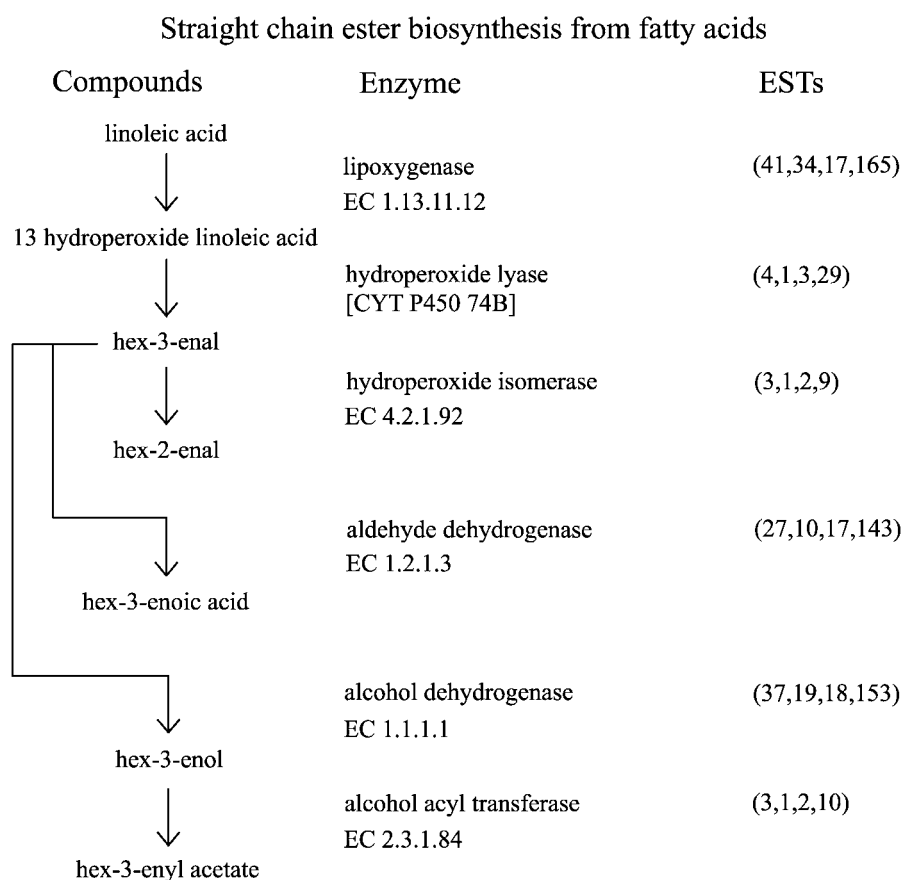 Straight chain ester biosynthesis from fatty acids
Compounds Enzyme ESTs
linoleic acid
lipoxygenase (41,34,17,165)
EC 1.13.11.12
13 hydroperoxide linoleic acid
hydroperoxide lyase (4,1,3,29)
[CYT P450 74B]
hex-3-enal
hydroperoxide isomerase (3,1,2,9)
EC 4.2.1.92
hex-2-enal
aldehyde dehydrogenase (27,10,17,143)
EC 1.2.1.3
hex-3-enoic acid
alcohol dehydrogenase (37,19,18,153)
EC 1.1.1.1
hex-3-enol
alcohol acyl transferase (3,1,2,10)
EC 2.3.1.84
hex-3-enyl acetate